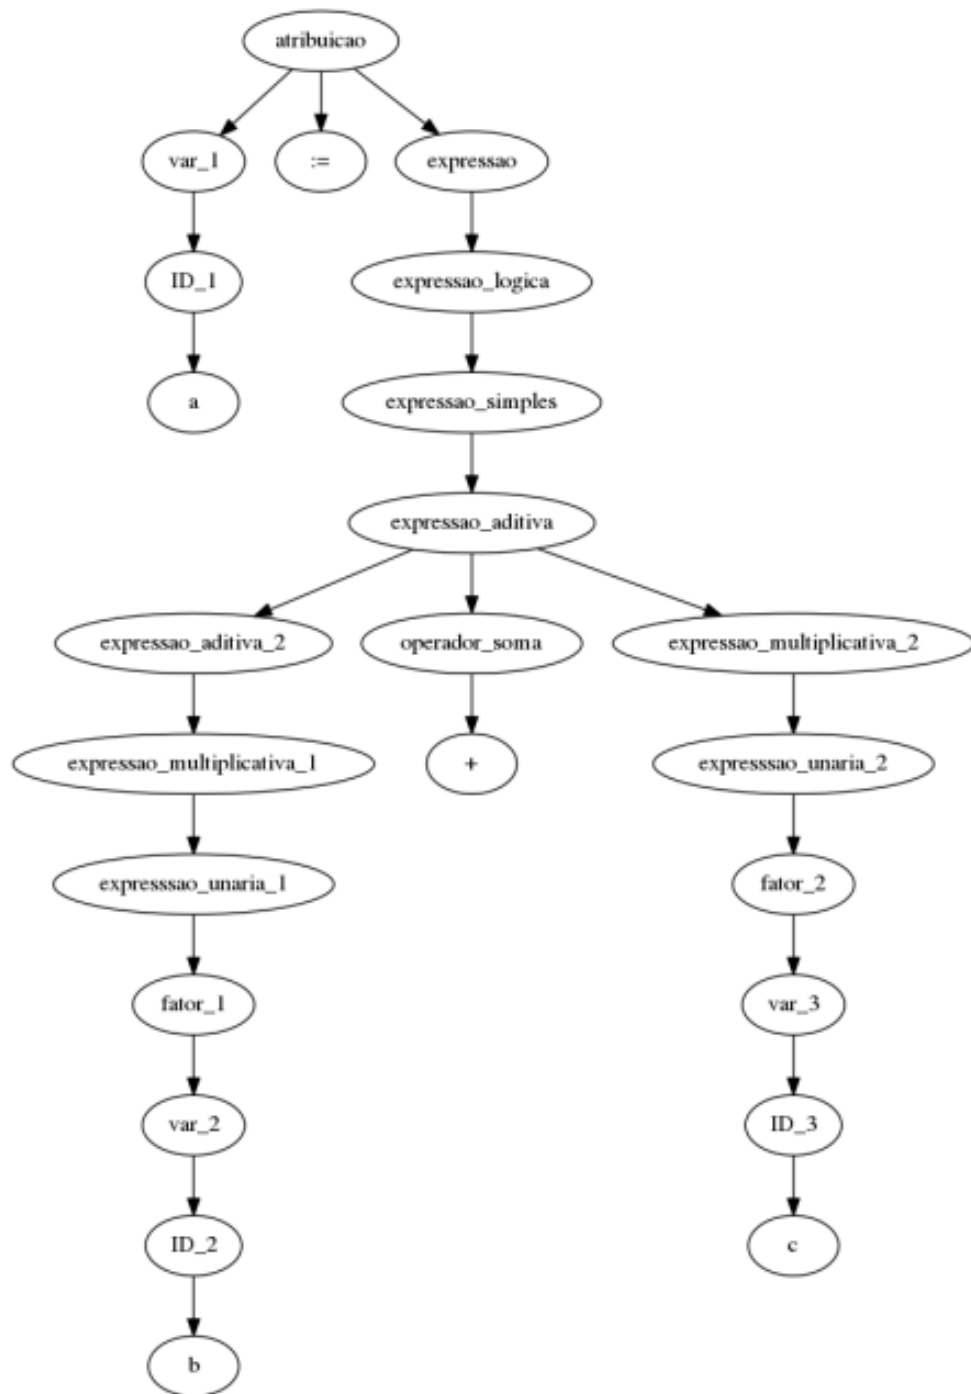 atribuicao
var_1 := expressao
ID_1 expressao_logica
a expressao_simples
expressao_aditiva
expressao_aditiva_2 operador_soma expressao_multiplicativa_2
expressao_multiplicativa_1 + expresssao_unaria_2
expresssao_unaria_1 fator_2
fator_1 var_3
var_2 ID_3
ID_2 c
b